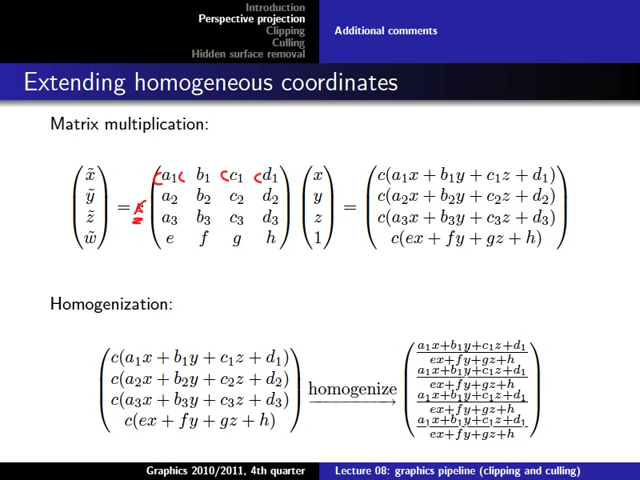 Introduction
Perspective projection
Clipping
Culling
Hidden surface removal
Additional comments
Extending homogeneous coordinates
Matrix multiplication:
x̃ ỹ z̃ w̃ = c a1 b1 c1 d1 a2 b2 c2 d2 a3 b3 c3 d3 e f g h x y z 1 = c(a1x + b1y + c1z + d1)
c(a2x + b2y + c2z + d2)
c(a3x + b3y + c3z + d3)
c(ex + fy + gz + h)
Homogenization:
c(a1x + b1y + c1z + d1)
c(a2x + b2y + c2z + d2)
c(a3x + b3y + c3z + d3)
c(ex + fy + gz + h)
homogenize
a1x+b1y+c1z+d1
ex+fy+gz+h
a1x+b1y+c1z+d1
ex+fy+gz+h
a1x+b1y+c1z+d1
ex+fy+gz+h
a1x+b1y+c1z+d1
ex+fy+gz+h
Graphics 2010/2011, 4th quarter
Lecture 08: graphics pipeline (clipping and culling)